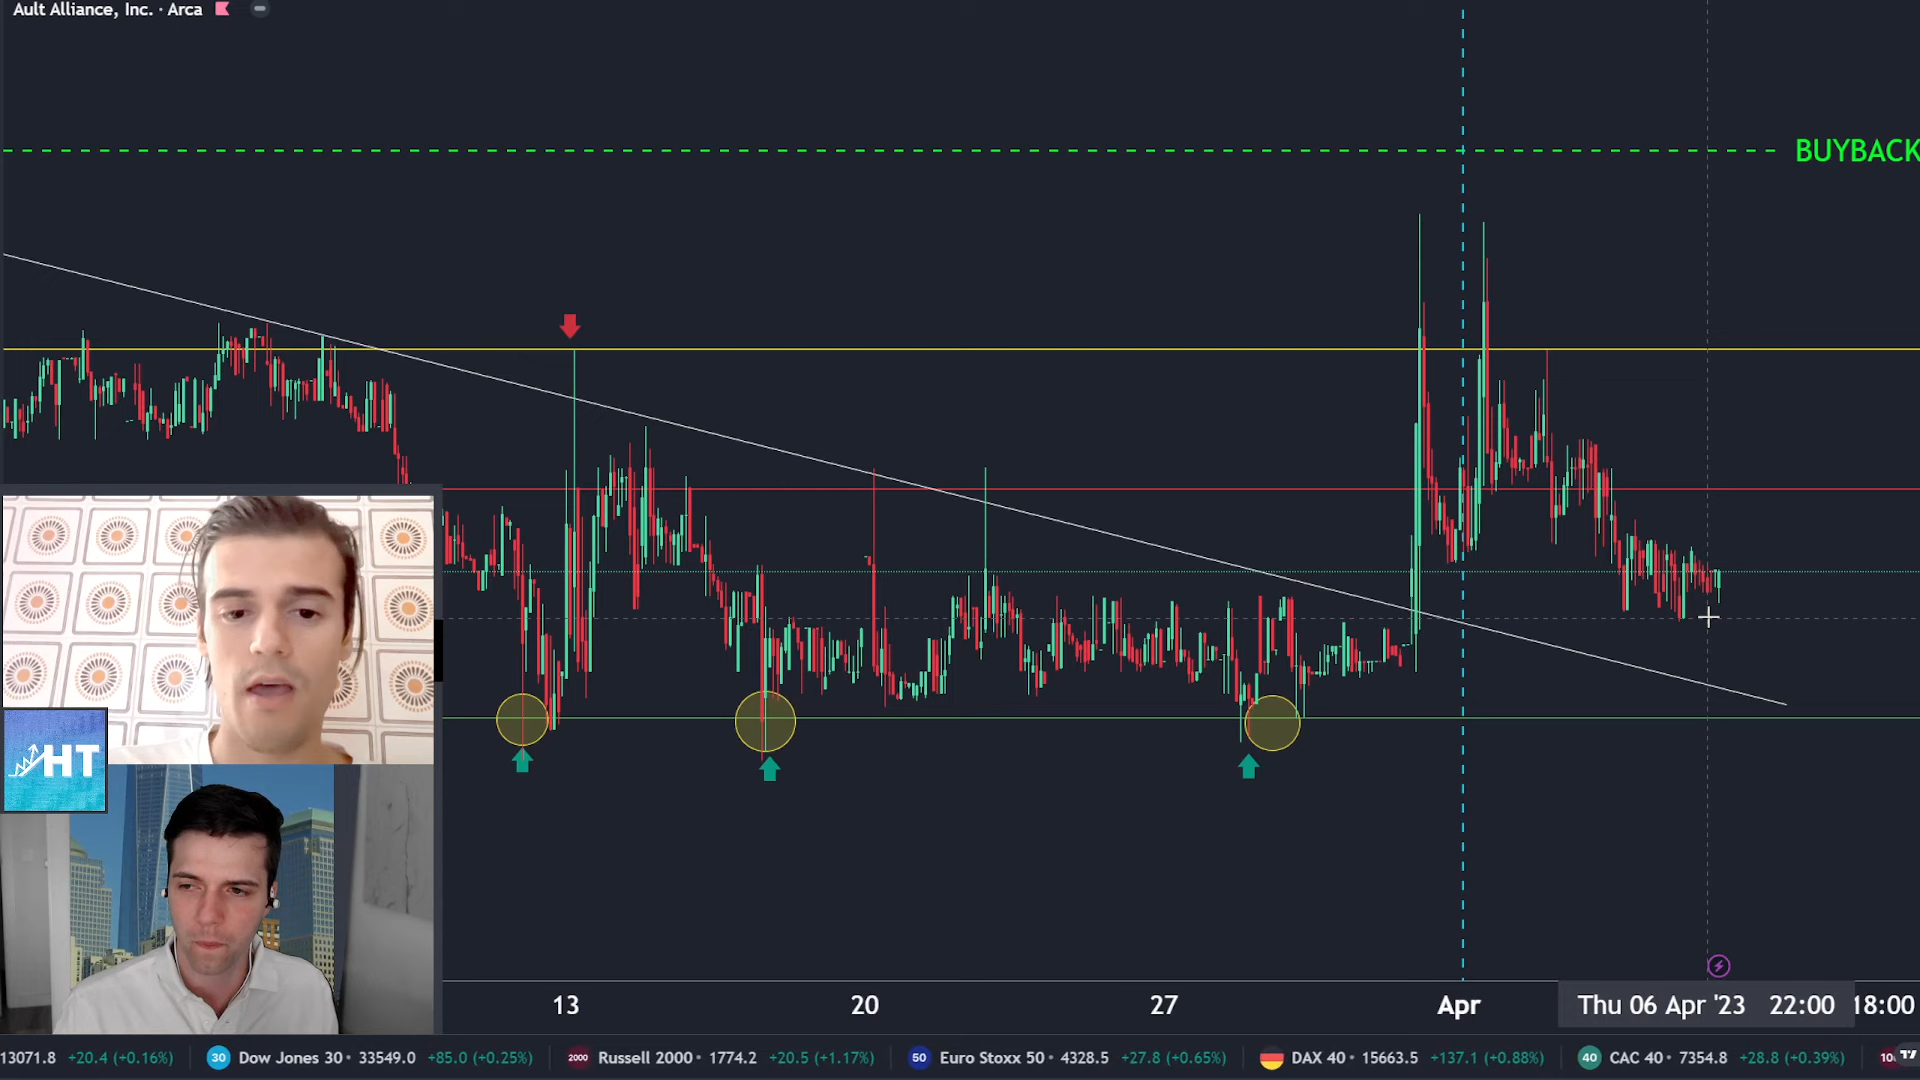 Ault Alliance, Inc. · Arca
BUYBACK
HT
13 20 27 Apr Thu 06 Apr '23 22:00 18:00
13071.8 +20.4 (+0.16%) 30 Dow Jones 30 • 33549.0 +85.0 (+0.25%) 2000 Russell 2000 • 1774.2 +20.5 (+1.17%) 50 Euro Stoxx 50 • 4328.5 +27.8 (+0.65%) DAX 40 • 15663.5 +137.1 (+0.88%) 40 CAC 40 • 7354.8 +28.8 (+0.39%)